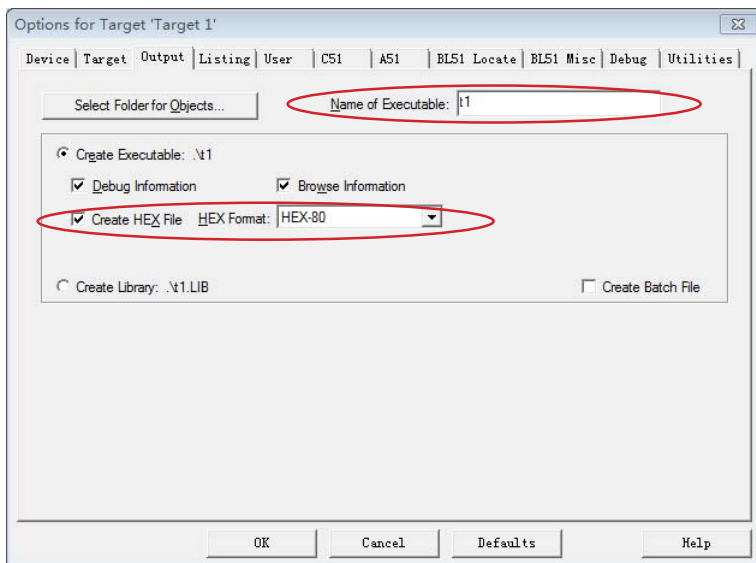 Options for Target 'Target 1'
Device Target Output Listing User C51 A51 BL51 Locate BL51 Misc Debug Utilities
Select Folder for Objects... Name of Executable: t1
Create Executable: .\t1
Debug Information Browse Information
Create HEX File HEX Format: HEX-80
Create Library: .\t1.LIB Create Batch File
OK Cancel Defaults Help